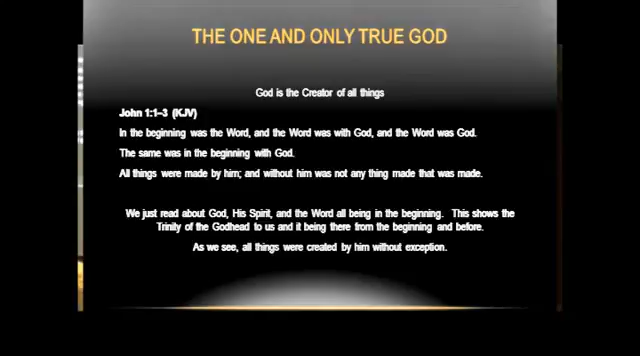 THE ONE AND ONLY TRUE GOD
God is the Creator of all things
John 1:1–3 (KJV)
In the beginning was the Word, and the Word was with God, and the Word was God.
The same was in the beginning with God.
All things were made by him; and without him was not any thing made that was made.
We just read about God, His Spirit, and the Word all being in the beginning. This shows the
Trinity of the Godhead to us and it being there from the beginning and before.
As we see, all things were created by him without exception.